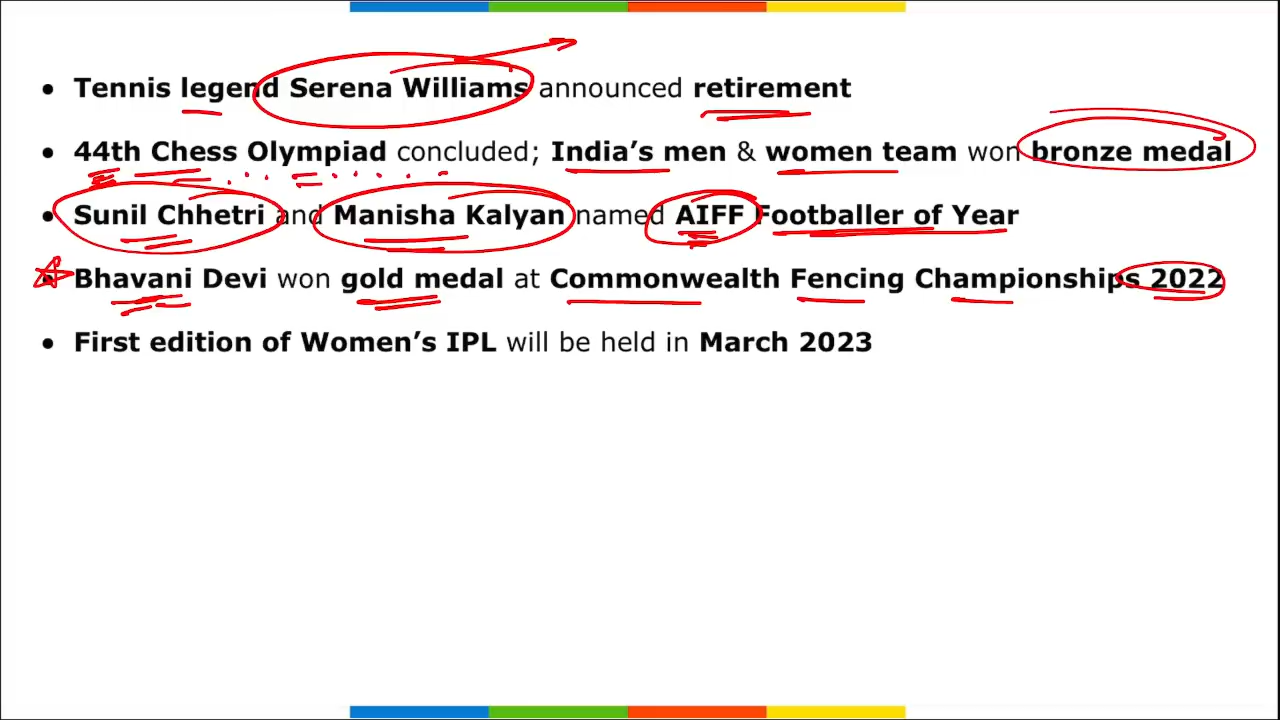 • Tennis legend Serena Williams announced retirement
• 44th Chess Olympiad concluded; India's men & women team won bronze medal
• Sunil Chhetri and Manisha Kalyan named AIFF Footballer of Year
• Bhavani Devi won gold medal at Commonwealth Fencing Championships 2022
• First edition of Women's IPL will be held in March 2023